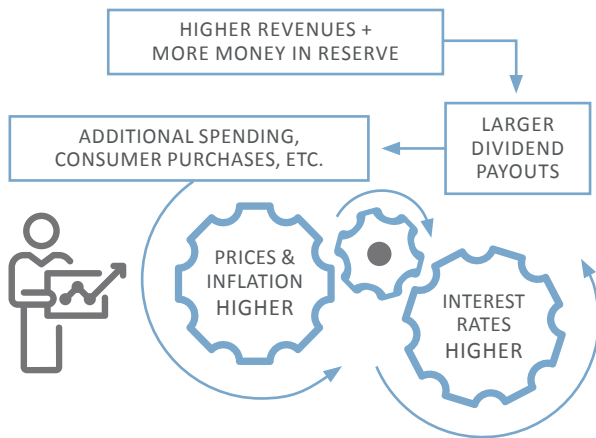 HIGHER REVENUES +
MORE MONEY IN RESERVE
LARGER
DIVIDEND
PAYOUTS
ADDITIONAL SPENDING,
CONSUMER PURCHASES, ETC.
PRICES &
INFLATION
HIGHER
INTEREST
RATES
HIGHER